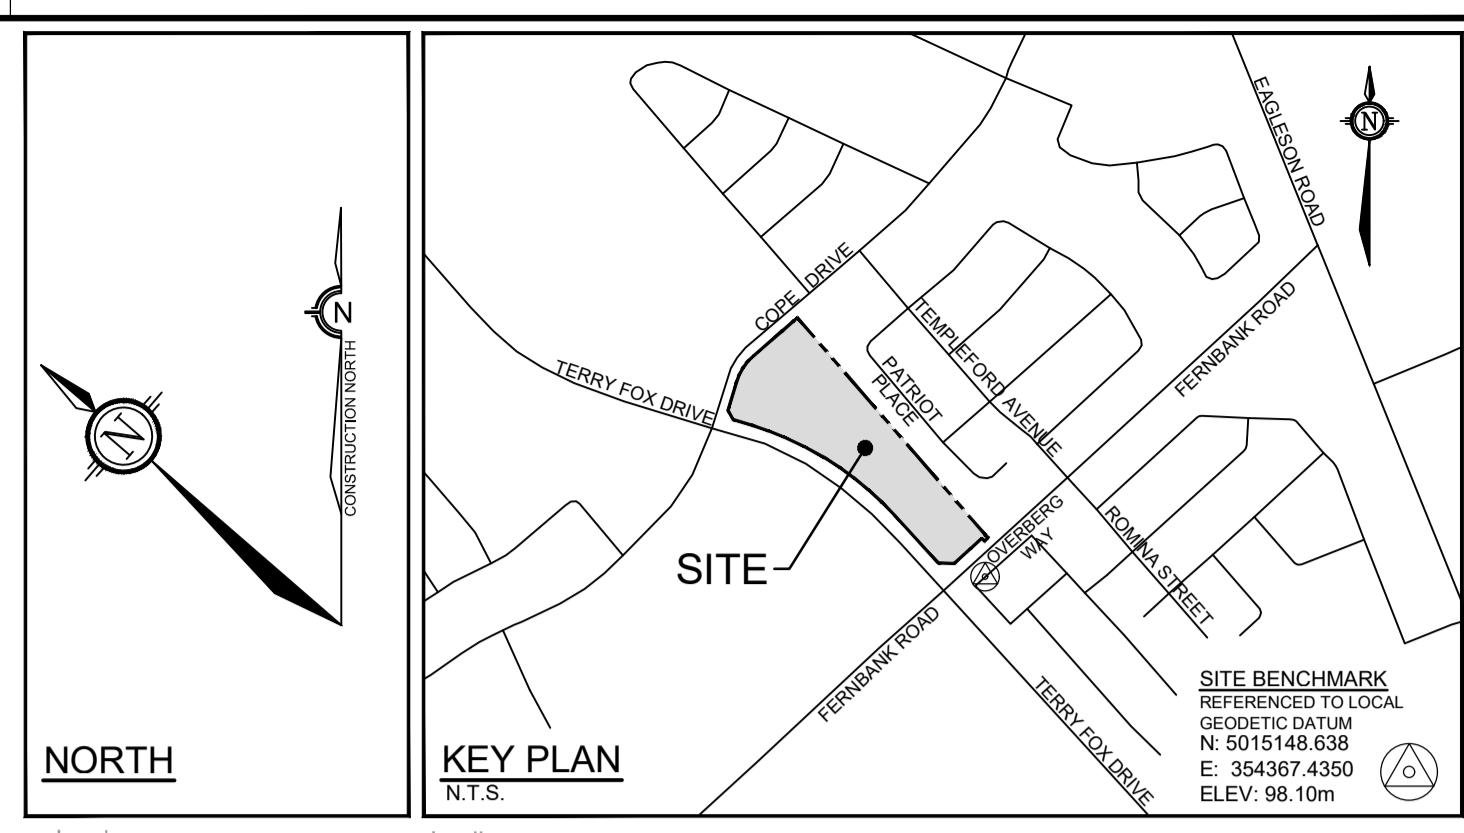 N
CONSTRUCTION NORTH
N
NORTH
N
EAGLESON ROAD
COPE DRIVE
TERRY FOX DRIVE
TEMPLEFORD AVENUE
PATRIOT
PLACE
FERNBANK ROAD
SITE
OVERBERG
WAY
ROMINA STREET
FERNBANK ROAD
TERRY FOX DRIVE
KEY PLAN
N.T.S.
SITE BENCHMARK
REFERENCED TO LOCAL
GEODETIC DATUM
N: 5015148.638
E: 354367.4350
ELEV: 98.10m